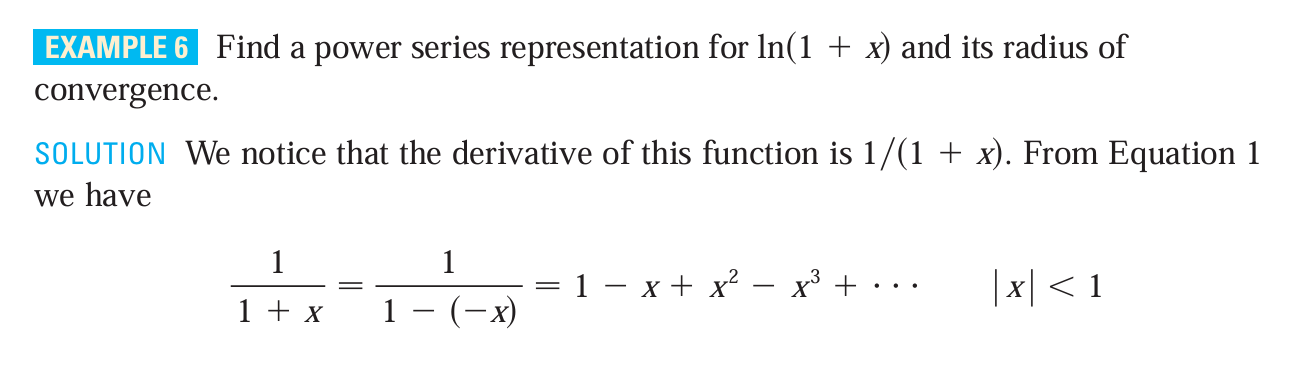 EXAMPLE 6 Find a power series representation for ln(1 + x) and its radius of
convergence.
SOLUTION We notice that the derivative of this function is 1/(1 + x). From Equation 1
we have
1/(1 + x) = 1/(1 − (−x)) = 1 − x + x² − x³ + · · · |x| < 1